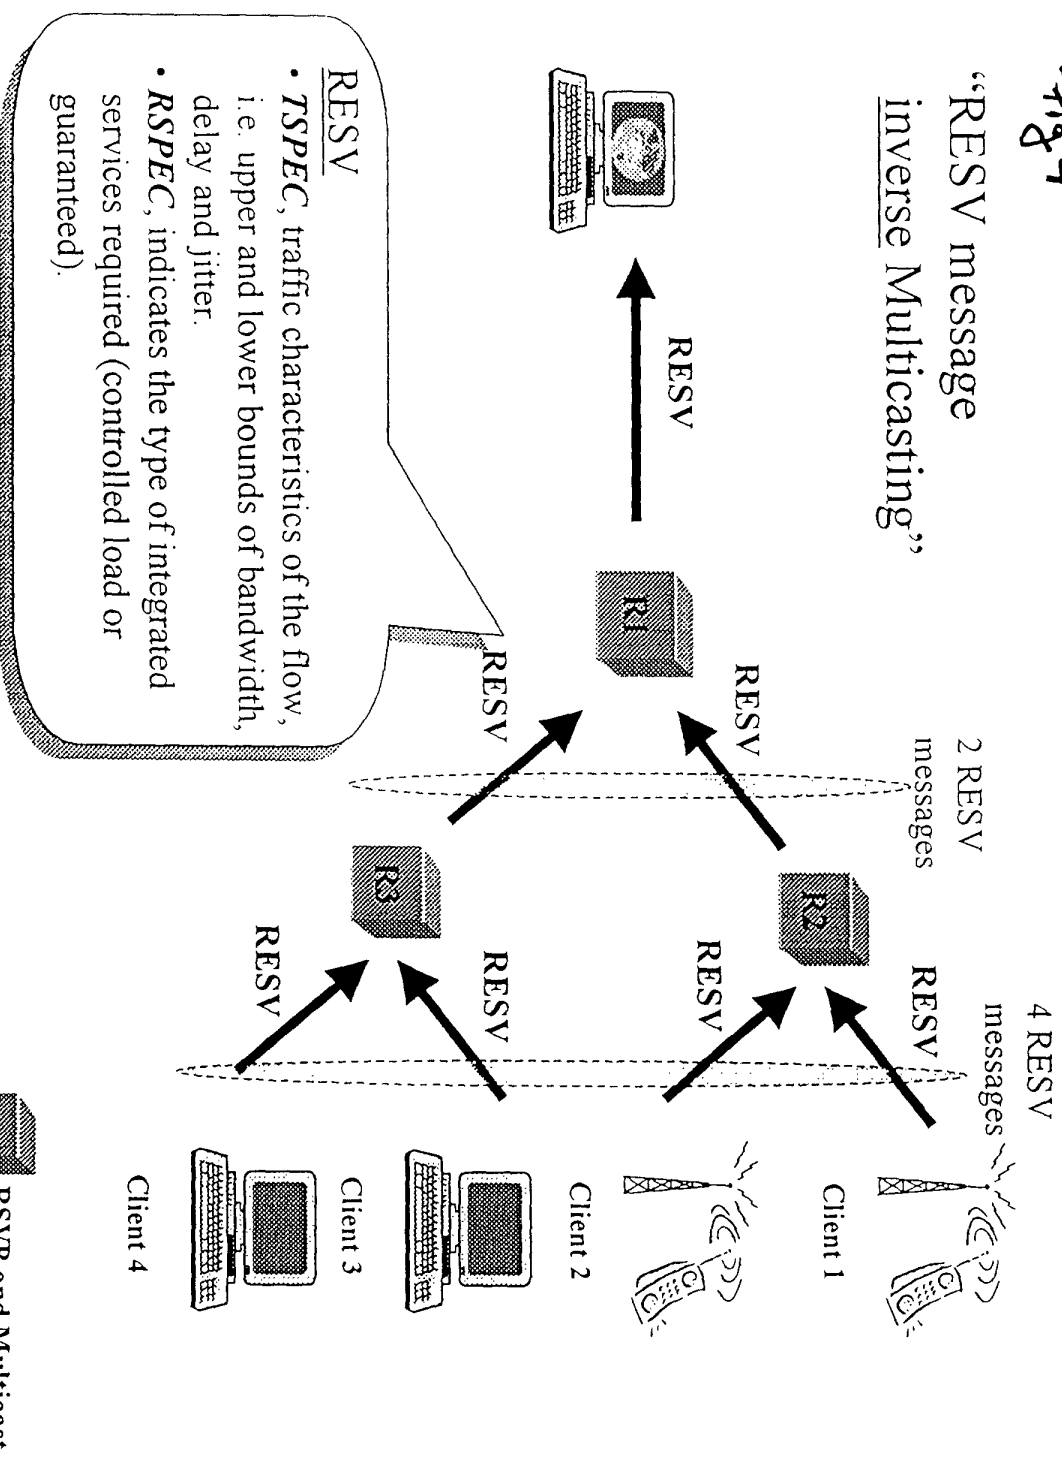 Fig 7
“RESV message
inverse Multicasting”
4 RESV
messages
2 RESV
messages
RESV
Client 1
RESV
R2
RESV
Client 2
RESV
R1
RESV
RESV
R3
RESV
Client 3
RESV
Client 4
RESV
• TSPEC, traffic characteristics of the flow,
i.e. upper and lower bounds of bandwidth,
delay and jitter.
• RSPEC, indicates the type of integrated
services required (controlled load or
guaranteed).
RSVP and Multicast